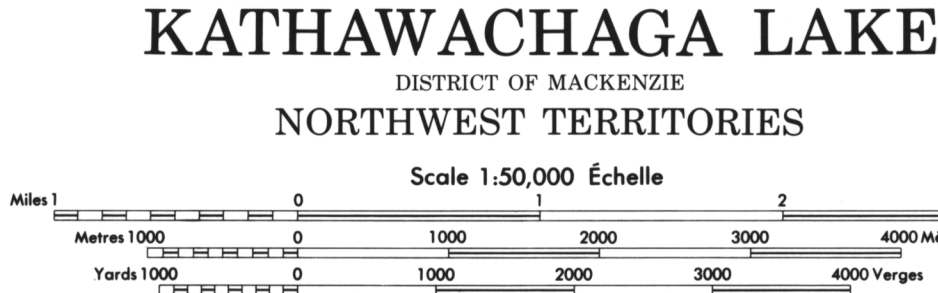 KATHAWACHAGA LAKE
DISTRICT OF MACKENZIE
NORTHWEST TERRITORIES
Scale 1:50,000 Échelle
Miles 1 0 1 2
Metres 1000 0 1000 2000 3000 4000
Yards 1000 0 1000 2000 3000 4000 Verges